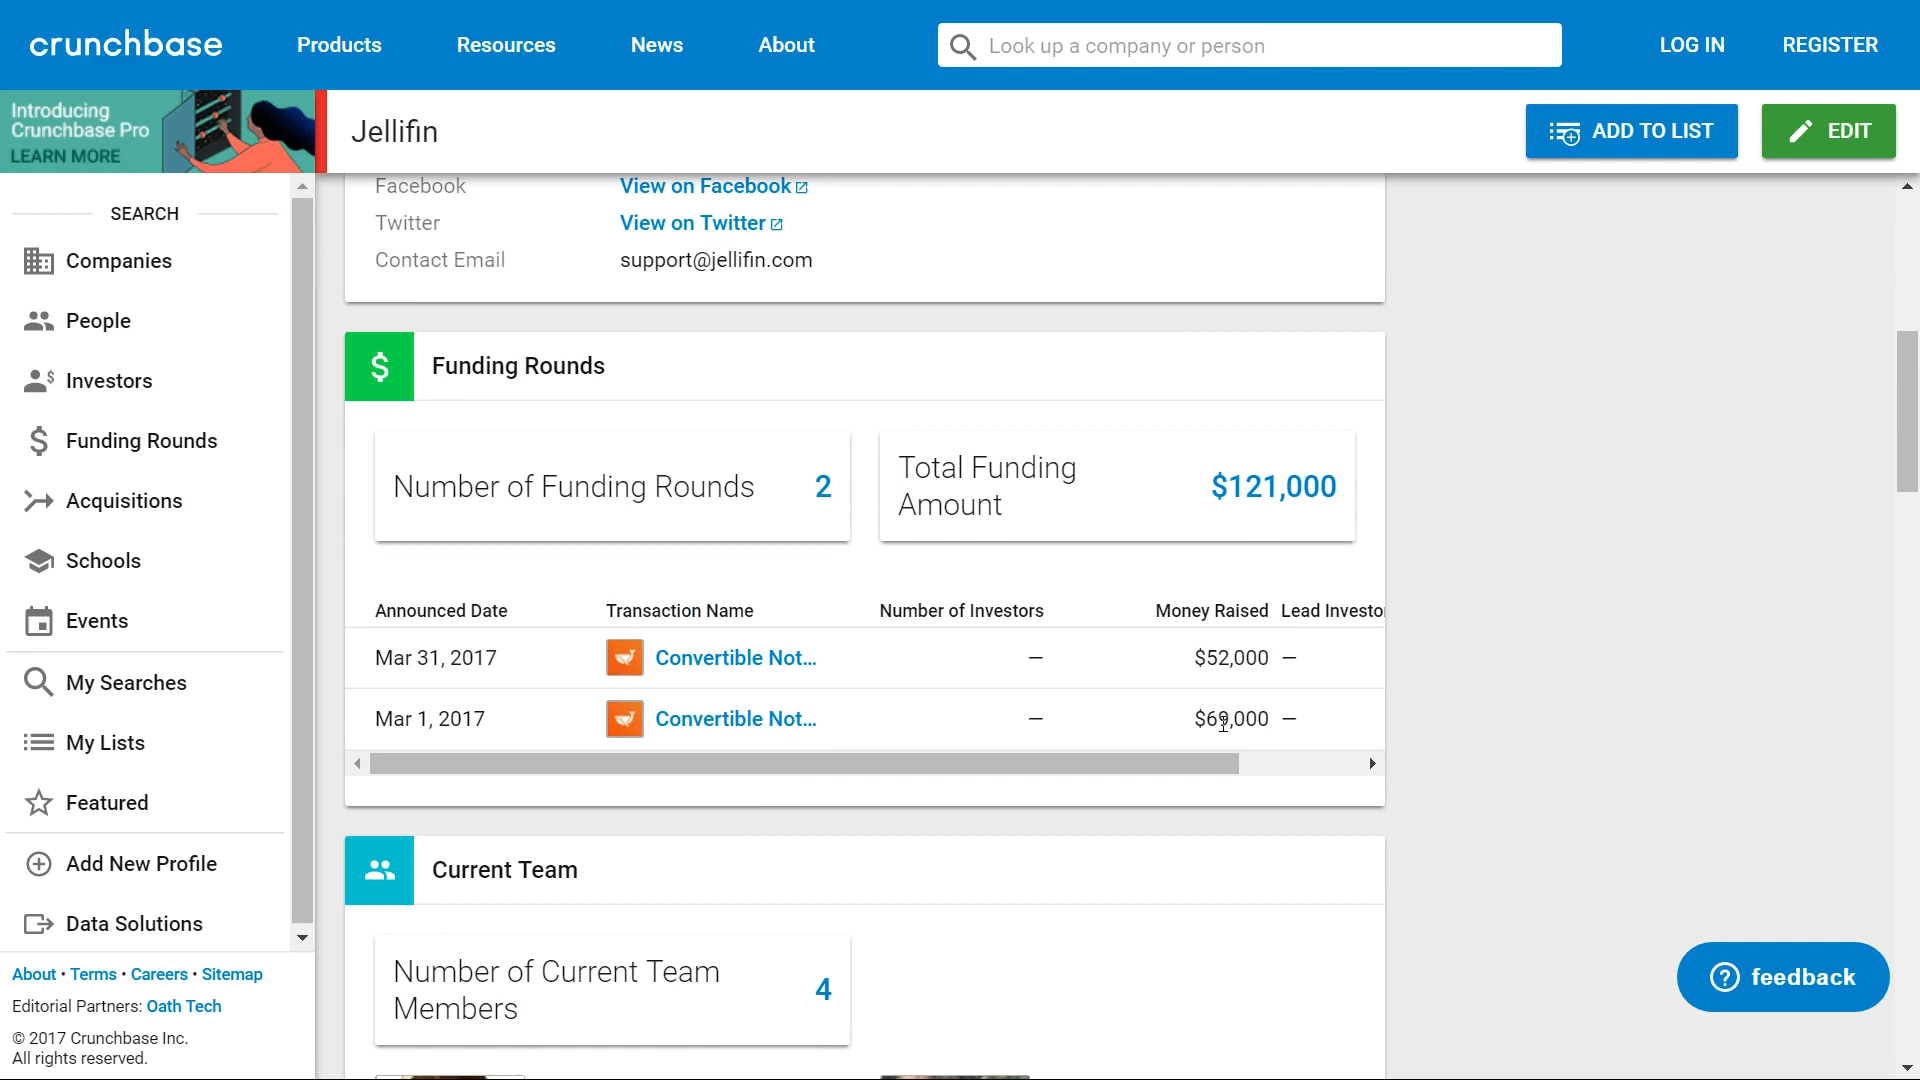 crunchbase
Products
Resources
News
About
Look up a company or person
LOG IN
REGISTER
Introducing
Crunchbase Pro
LEARN MORE
Jellifin
ADD TO LIST
EDIT
SEARCH
Companies
People
Investors
Funding Rounds
Acquisitions
Schools
Events
My Searches
My Lists
Featured
Add New Profile
Data Solutions
About • Terms • Careers • Sitemap
Editorial Partners: Oath Tech
© 2017 Crunchbase Inc.
All rights reserved.
Facebook View on Facebook
Twitter View on Twitter
Contact Email support@jellifin.com
Funding Rounds
Number of Funding Rounds 2
Total Funding
Amount
$121,000
Announced Date Transaction Name Number of Investors Money Raised Lead Investo
Mar 31, 2017 Convertible Not... — $52,000 —
Mar 1, 2017 Convertible Not... — $69,000 —
Current Team
Number of Current Team
Members
4
feedback